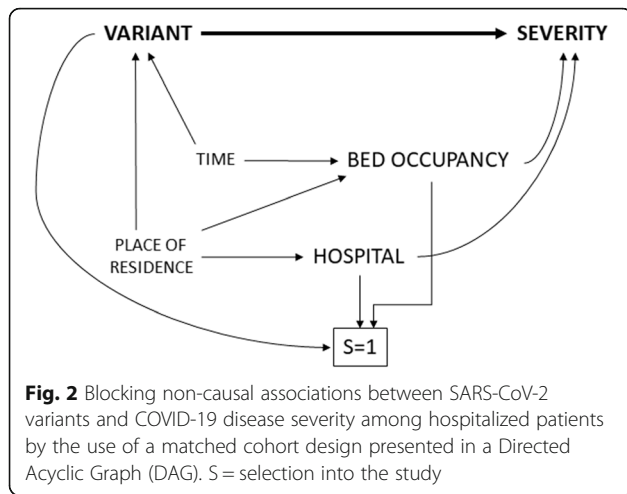 VARIANT SEVERITY
TIME BED OCCUPANCY
PLACE OF
RESIDENCE HOSPITAL
S=1
Fig. 2 Blocking non-causal associations between SARS-CoV-2
variants and COVID-19 disease severity among hospitalized patients
by the use of a matched cohort design presented in a Directed
Acyclic Graph (DAG). S = selection into the study